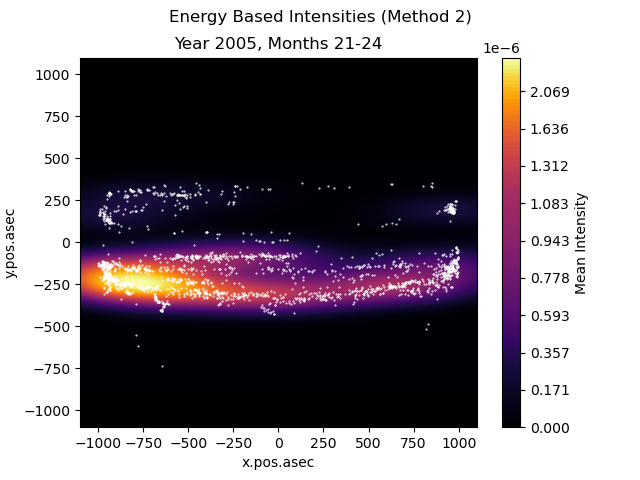 Energy Based Intensities (Method 2)
Year 2005, Months 21-24
1e−6
1000
750
500
250
0
−250
−500
−750
−1000
y.pos.asec
−1000 −750 −500 −250 0 250 500 750 1000
x.pos.asec
2.069
1.636
1.312
1.083
0.943
0.778
0.593
0.357
0.171
0.000
Mean Intensity